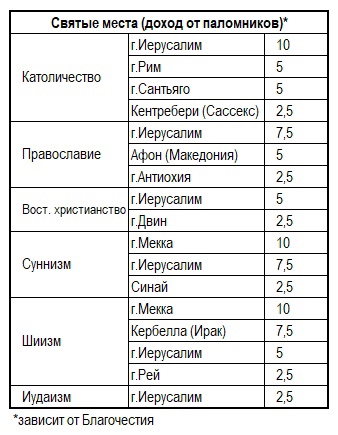 Святые места (доход от паломников)*
Католичество
г.Иерусалим 10
г.Рим 5
г.Сантьяго 5
Кентребери (Сассекс) 2,5
Православие
г.Иерусалим 7,5
Афон (Македония) 5
г.Антиохия 2,5
Вост. христианство
г.Иерусалим 5
г.Двин 2,5
Суннизм
г.Мекка 10
г.Иерусалим 7,5
Синай 2,5
Шиизм
г.Мекка 10
Кербелла (Ирак) 7,5
г.Иерусалим 5
г.Рей 2,5
Иудаизм
г.Иерусалим 2,5
*зависит от Благочестия